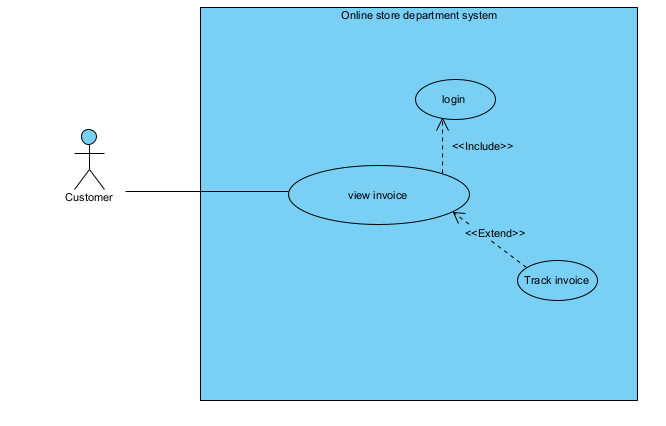 Online store department system
login
<<Include>>
Customer
view invoice
<<Extend>>
Track invoice